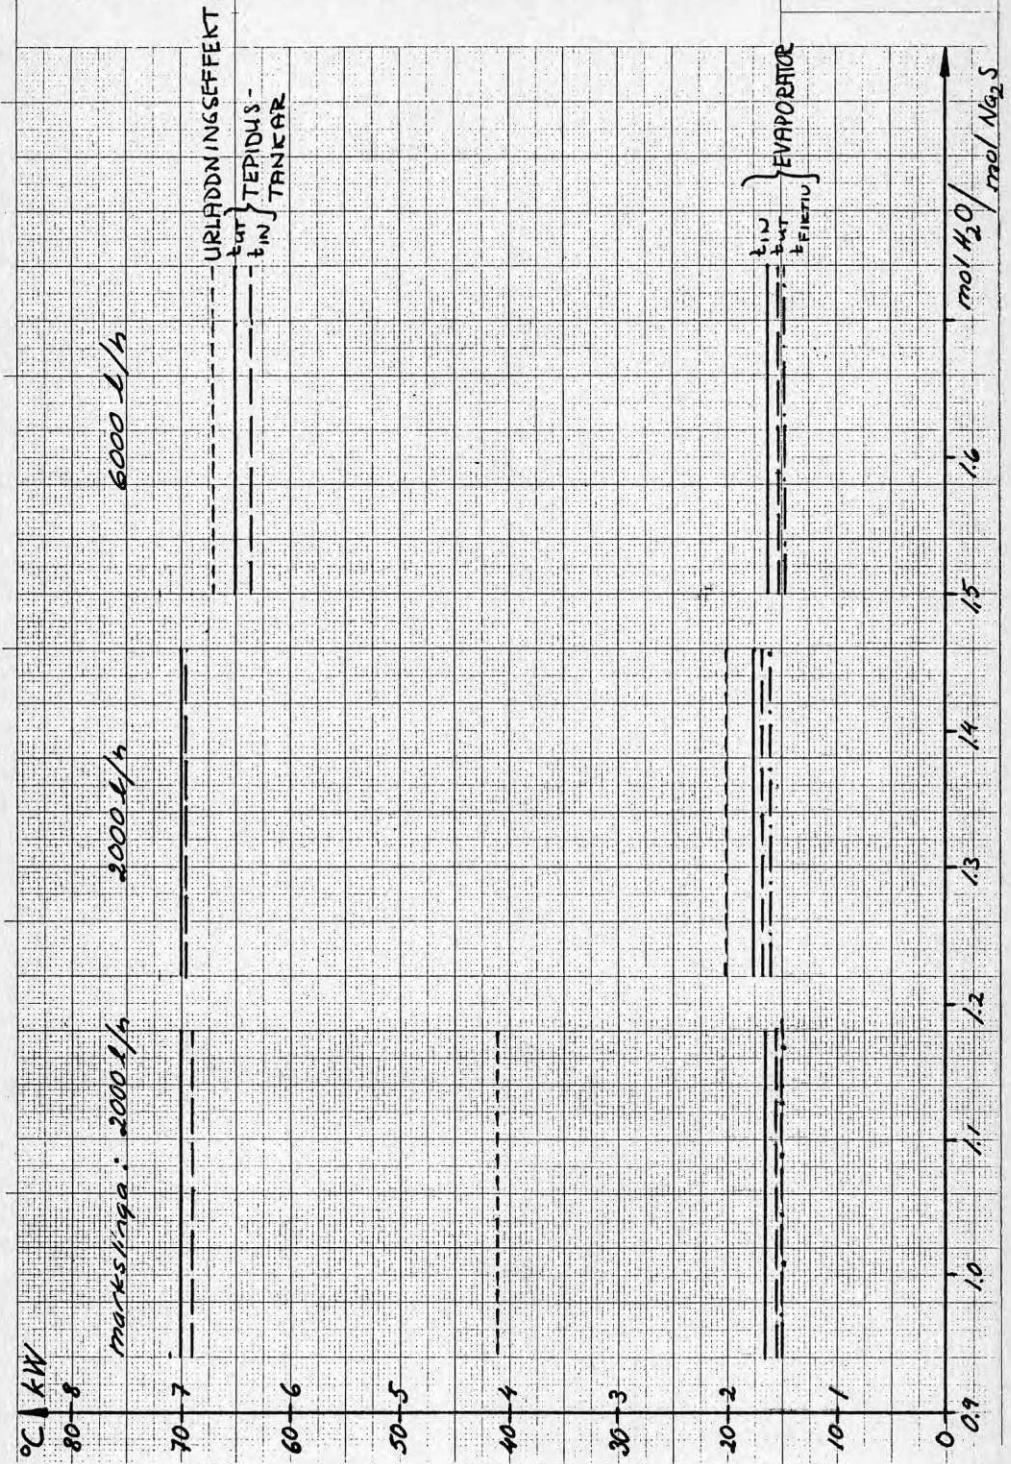 °C kW
markslinga: 2000 l/h
2000 l/h
6000 l/h
URLADDNINGSEFFEKT
tUT
tIN
} TEPIDUS-
TANKAR
80 8
70 7
60 6
50 5
40 4
30 3
20 2
10 1
0
tIN
tUT
tFIKTIV
} EVAPORATOR
0.9 1.0 1.1 1.2 1.3 1.4 1.5 1.6
mol H2O/mol Na2S